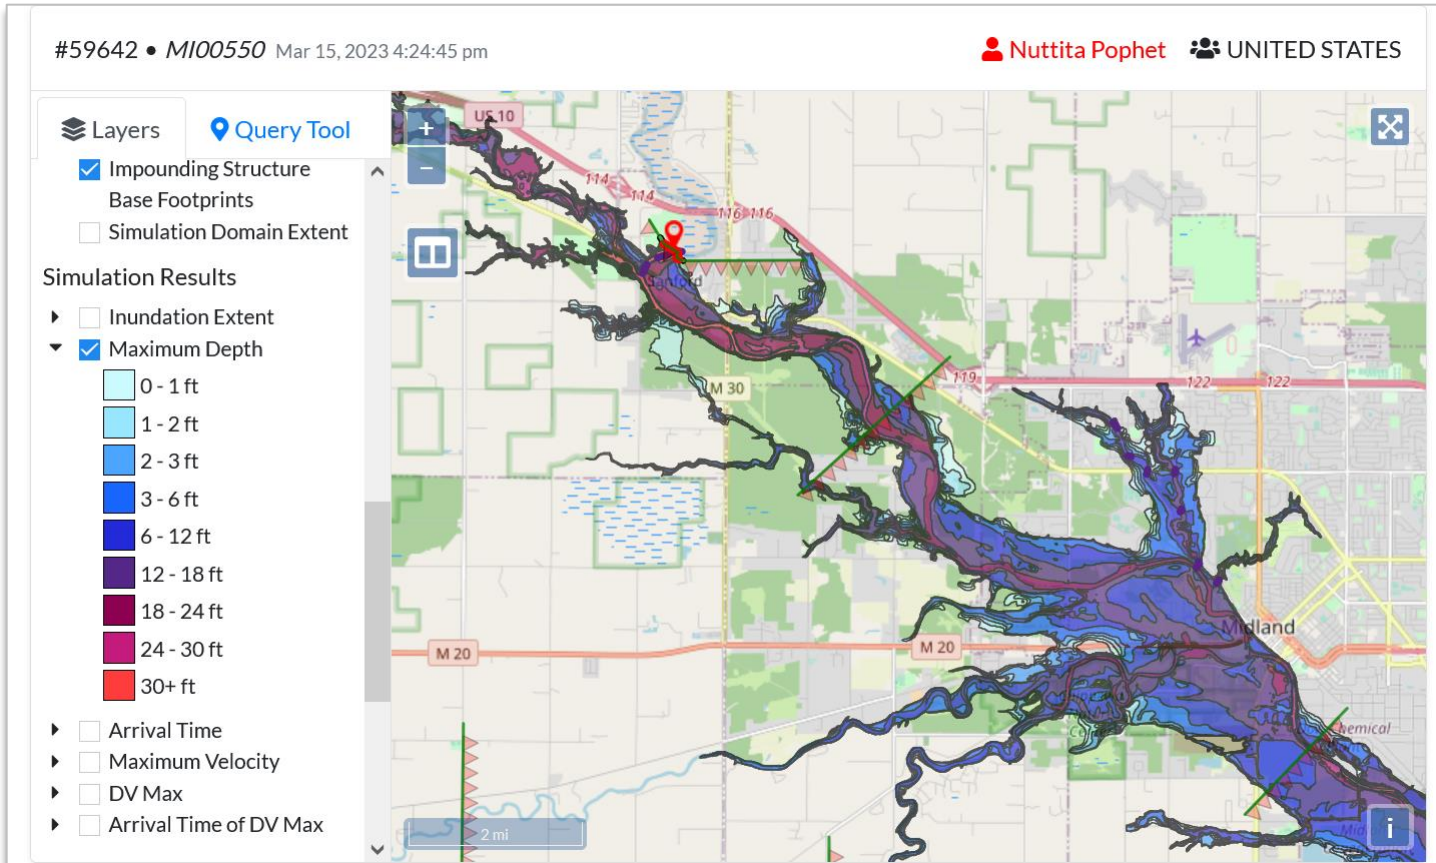 #59642 • MI00550 Mar 15, 2023 4:24:45 pm
Nuttita Pophet UNITED STATES
Layers
Query Tool
Impounding Structure
Base Footprints
Simulation Domain Extent
Simulation Results
Inundation Extent
Maximum Depth
0 - 1 ft
1 - 2 ft
2 - 3 ft
3 - 6 ft
6 - 12 ft
12 - 18 ft
18 - 24 ft
24 - 30 ft
30+ ft
Arrival Time
Maximum Velocity
DV Max
Arrival Time of DV Max
+
−
US 10
114
114
116 116
Sanford
M 30
119
122
122
Midland
M 20
M 20
Chemical
2 mi
i